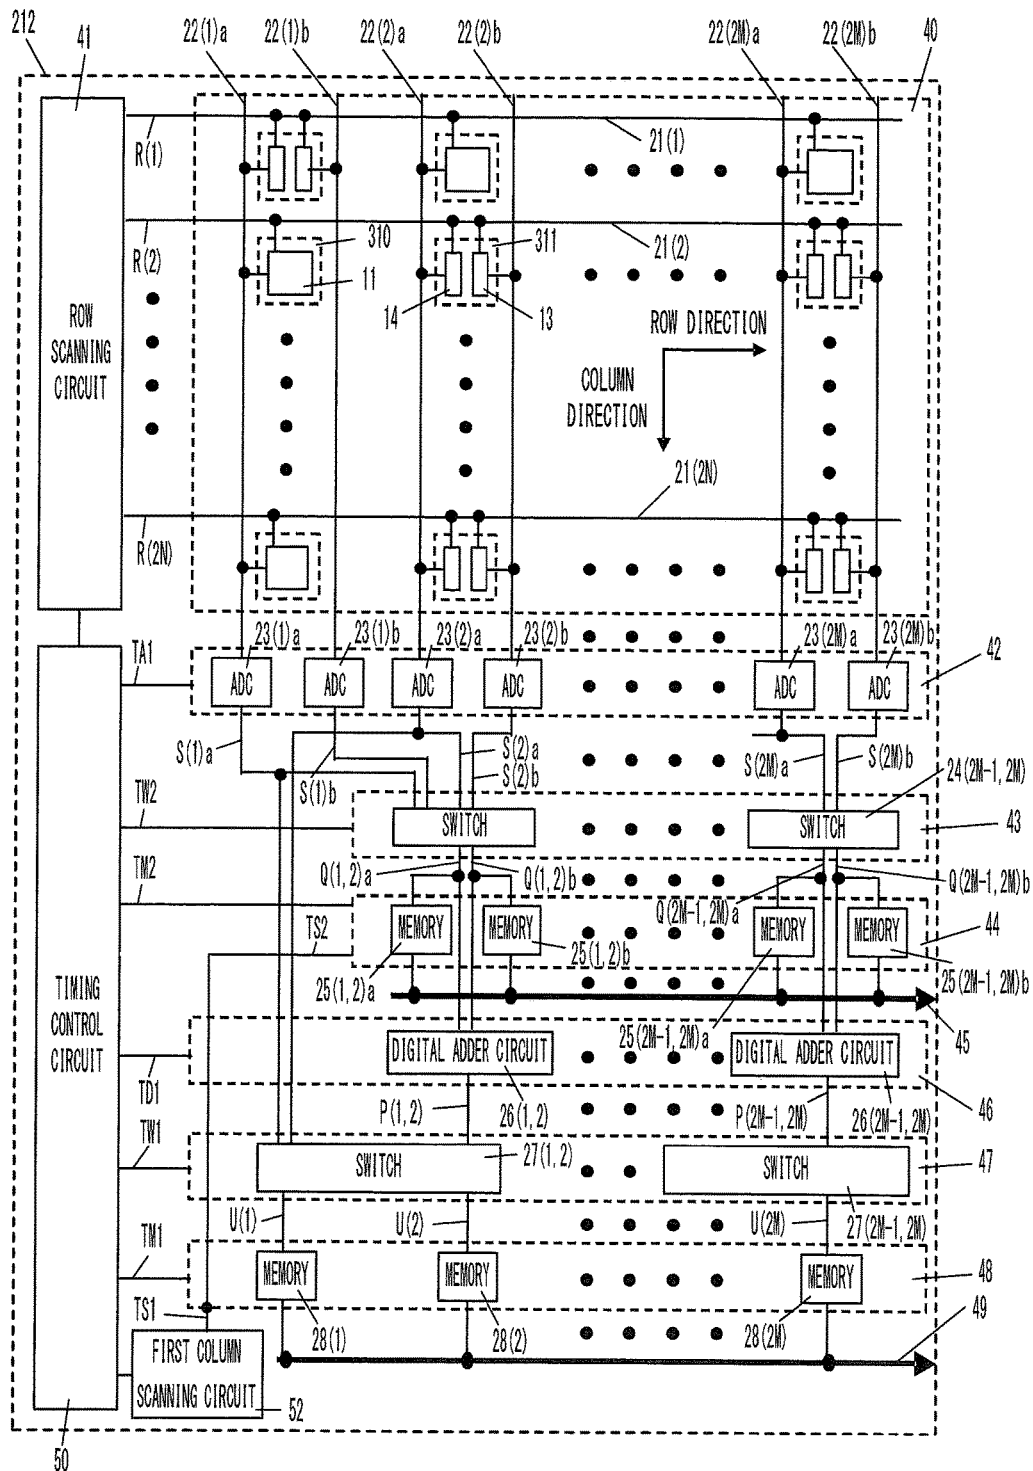 212
41
22(1)a
22(1)b
22(2)a
22(2)b
22(2M)a
22(2M)b
40
R(1)
21(1)
R(2)
310
311
21(2)
11
14
13
ROW
SCANNING
CIRCUIT
ROW DIRECTION
COLUMN
DIRECTION
21(2N)
R(2N)
TA1
23(1)a
23(1)b
23(2)a
23(2)b
23(2M)a
23(2M)b
42
ADC
ADC
ADC
ADC
ADC
ADC
S(1)a
S(1)b
S(2)a
S(2)b
S(2M)a
S(2M)b
24(2M-1, 2M)
TW2
SWITCH
SWITCH
43
TM2
Q(1, 2)a
Q(1, 2)b
Q(2M-1, 2M)a
Q(2M-1, 2M)b
TS2
MEMORY
MEMORY
MEMORY
MEMORY
44
25(1, 2)a
25(1, 2)b
25(2M-1, 2M)a
25(2M-1, 2M)b
45
TIMING
CONTROL
CIRCUIT
DIGITAL ADDER CIRCUIT
DIGITAL ADDER CIRCUIT
TD1
P(1, 2)
26(1, 2)
P(2M-1, 2M)
26(2M-1, 2M)
46
TW1
SWITCH
27(1, 2)
SWITCH
47
U(1)
U(2)
U(2M)
27(2M-1, 2M)
TM1
MEMORY
MEMORY
MEMORY
48
TS1
28(1)
28(2)
28(2M)
49
FIRST COLUMN
SCANNING CIRCUIT
52
50